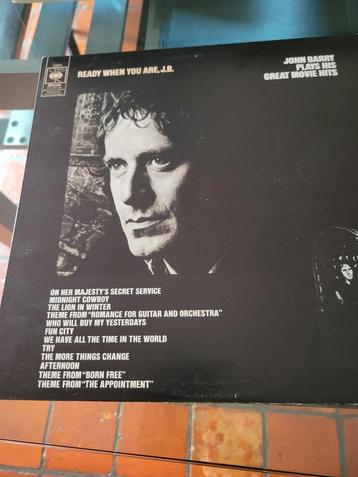 CBS
READY WHEN YOU ARE, J.B.
JOHN BARRY
PLAYS HIS
GREAT MOVIE HITS
ON HER MAJESTY'S SECRET SERVICE
MIDNIGHT COWBOY
THE LION IN WINTER
THEME FROM "ROMANCE FOR GUITAR AND ORCHESTRA"
WHO WILL BUY MY YESTERDAYS
FUN CITY
WE HAVE ALL THE TIME IN THE WORLD
TRY
THE MORE THINGS CHANGE
AFTERNOON
THEME FROM "BORN FREE"
THEME FROM "THE APPOINTMENT"